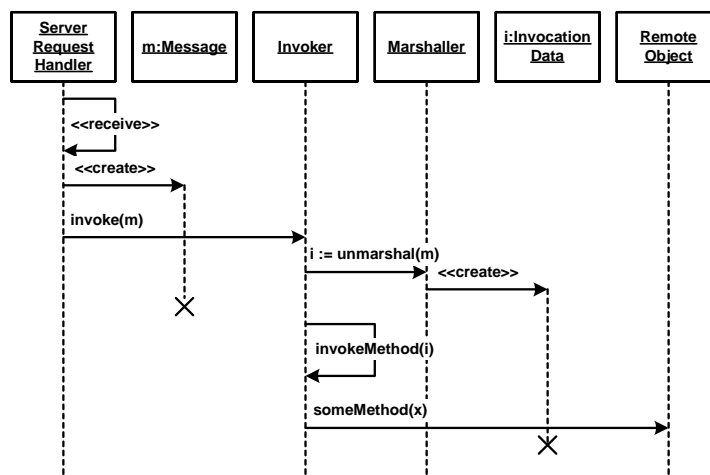 Server
Request
Handler
m:Message
Invoker
Marshaller
i:Invocation
Data
Remote
Object
<<receive>>
<<create>>
invoke(m)
i := unmarshal(m)
<<create>>
invokeMethod(i)
someMethod(x)